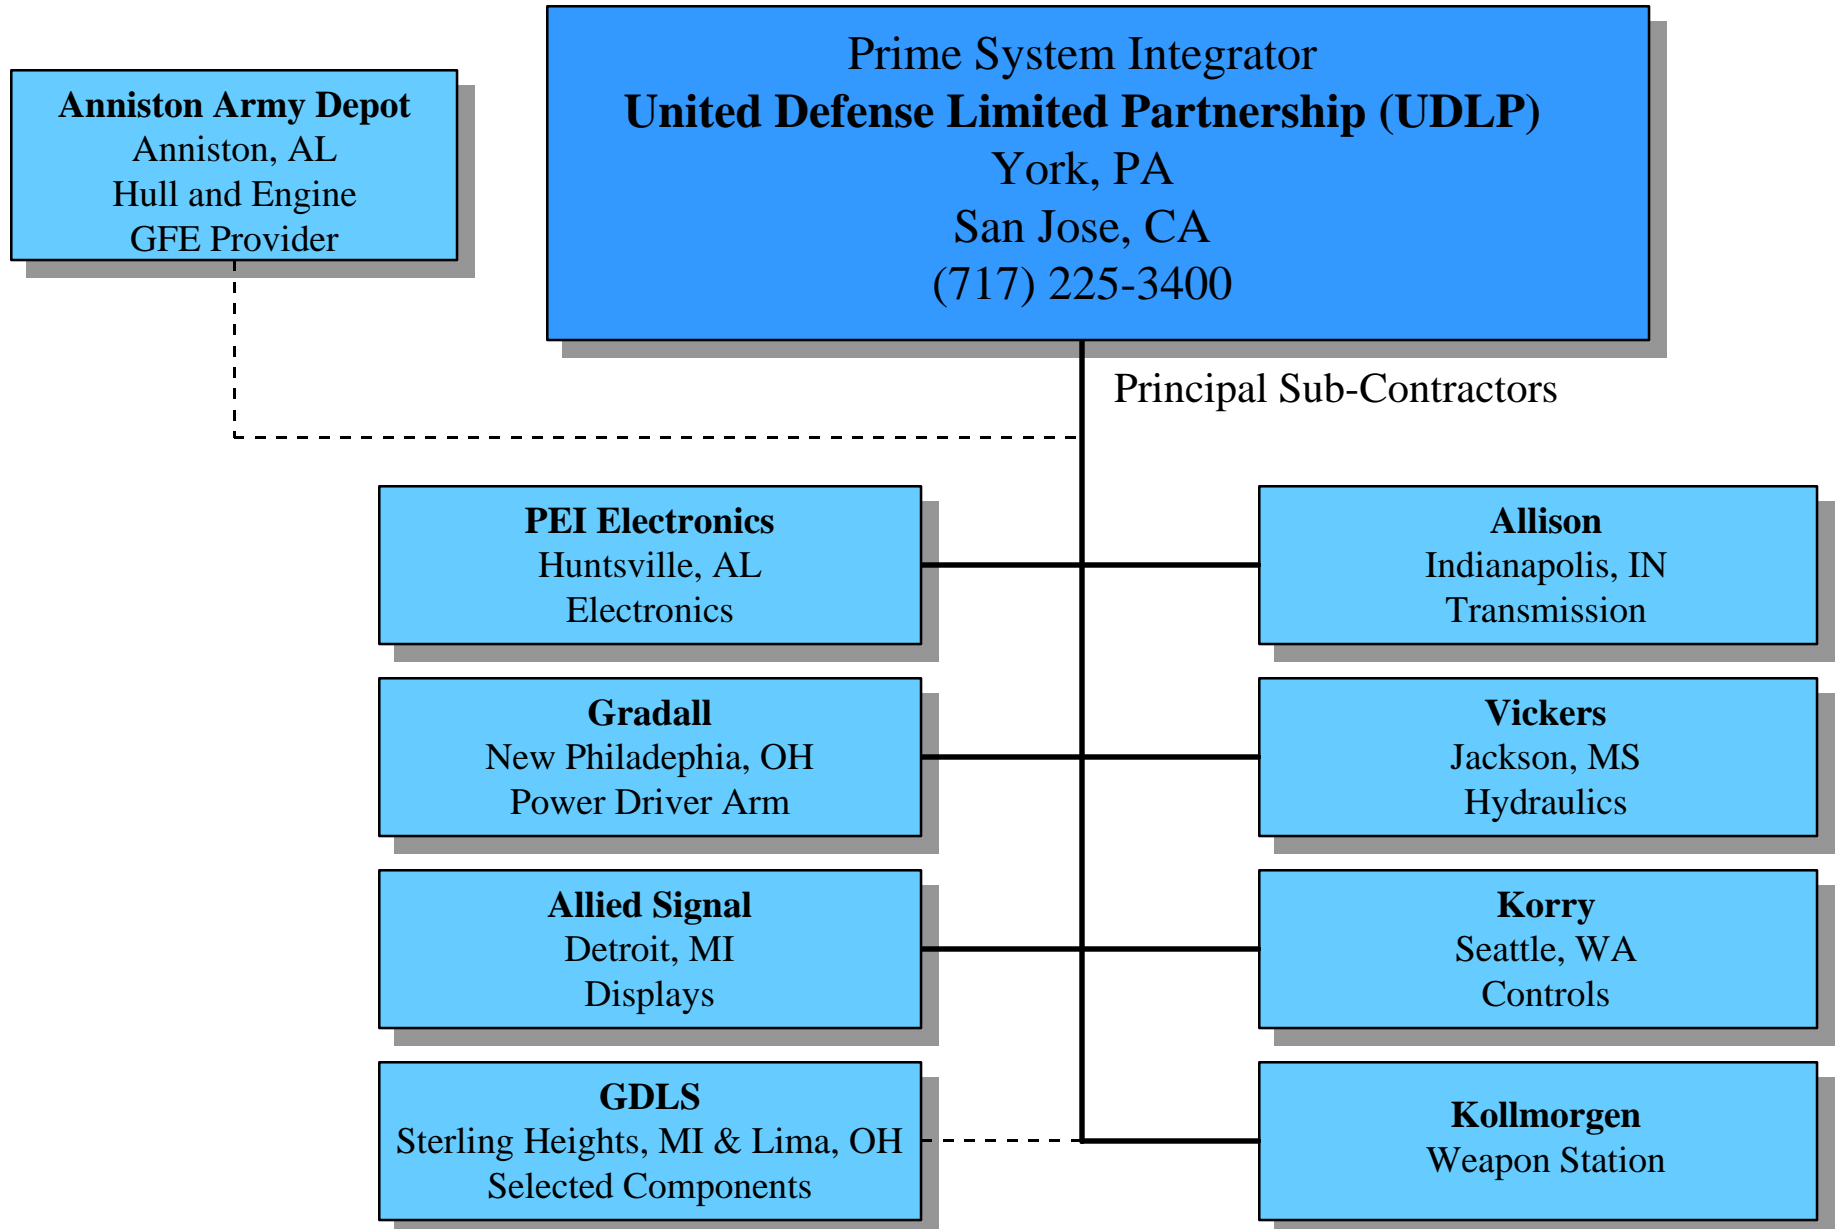 Prime System Integrator
United Defense Limited Partnership (UDLP)
York, PA
San Jose, CA
(717) 225-3400
Anniston Army Depot
Anniston, AL
Hull and Engine
GFE Provider
Principal Sub-Contractors
PEI Electronics
Huntsville, AL
Electronics
Allison
Indianapolis, IN
Transmission
Gradall
New Philadephia, OH
Power Driver Arm
Vickers
Jackson, MS
Hydraulics
Allied Signal
Detroit, MI
Displays
Korry
Seattle, WA
Controls
GDLS
Sterling Heights, MI & Lima, OH
Selected Components
Kollmorgen
Weapon Station